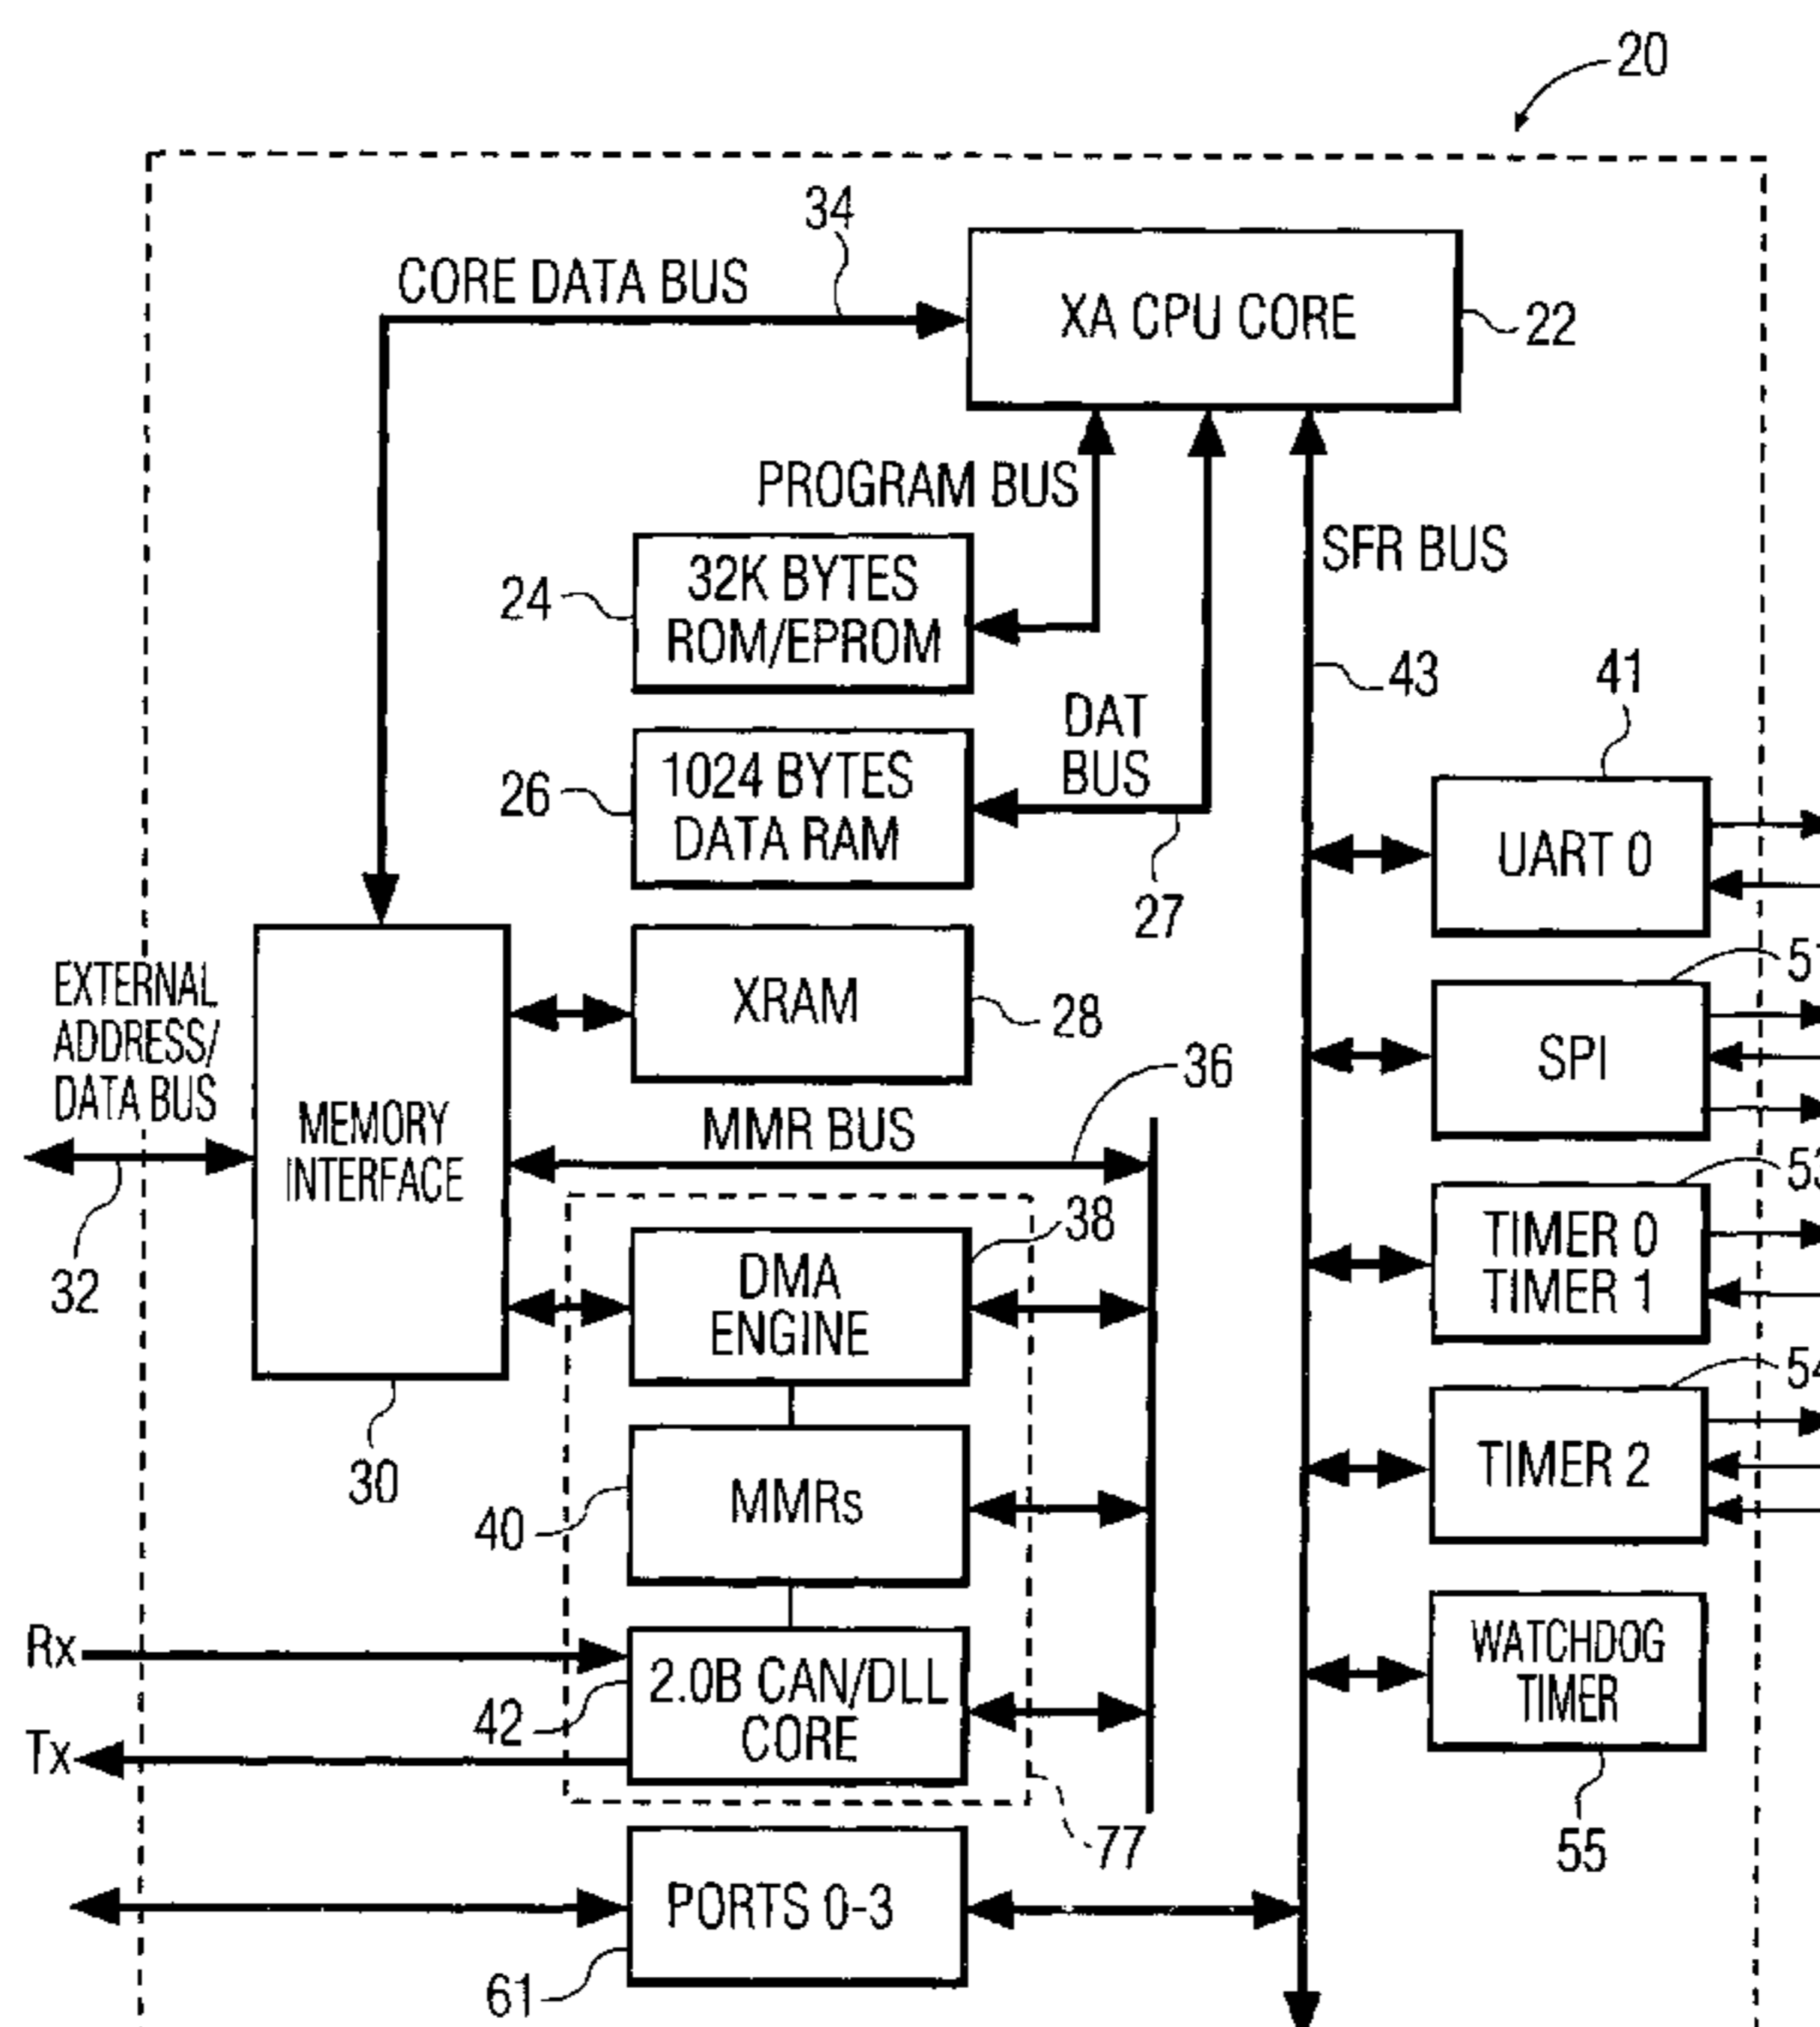 20
34
CORE DATA BUS
XA CPU CORE
22
PROGRAM BUS
SFR BUS
24
32K BYTES
ROM/EPROM
43
41
DAT
BUS
26
1024 BYTES
DATA RAM
27
UART 0
EXTERNAL
ADDRESS/
DATA BUS
XRAM
28
51
SPI
MEMORY
INTERFACE
MMR BUS
36
32
38
DMA
ENGINE
53
TIMER 0
TIMER 1
30
54
TIMER 2
40
MMRs
Rx
Tx
42
2.0B CAN/DLL
CORE
WATCHDOG
TIMER
55
77
PORTS 0-3
61